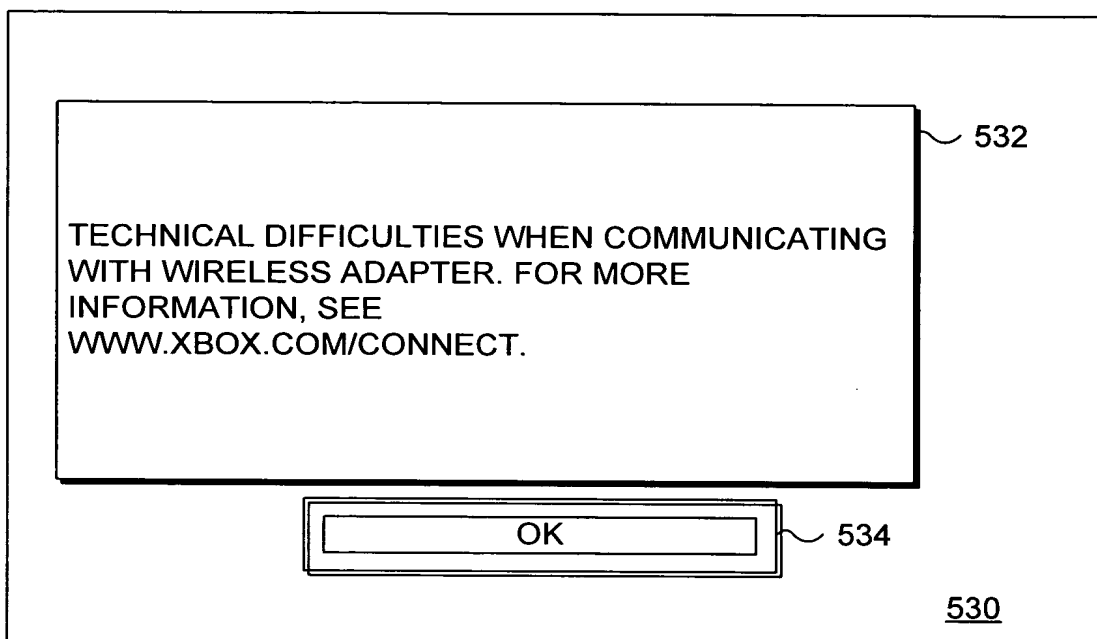 532
TECHNICAL DIFFICULTIES WHEN COMMUNICATING
WITH WIRELESS ADAPTER. FOR MORE
INFORMATION, SEE
WWW.XBOX.COM/CONNECT.
OK
534
530